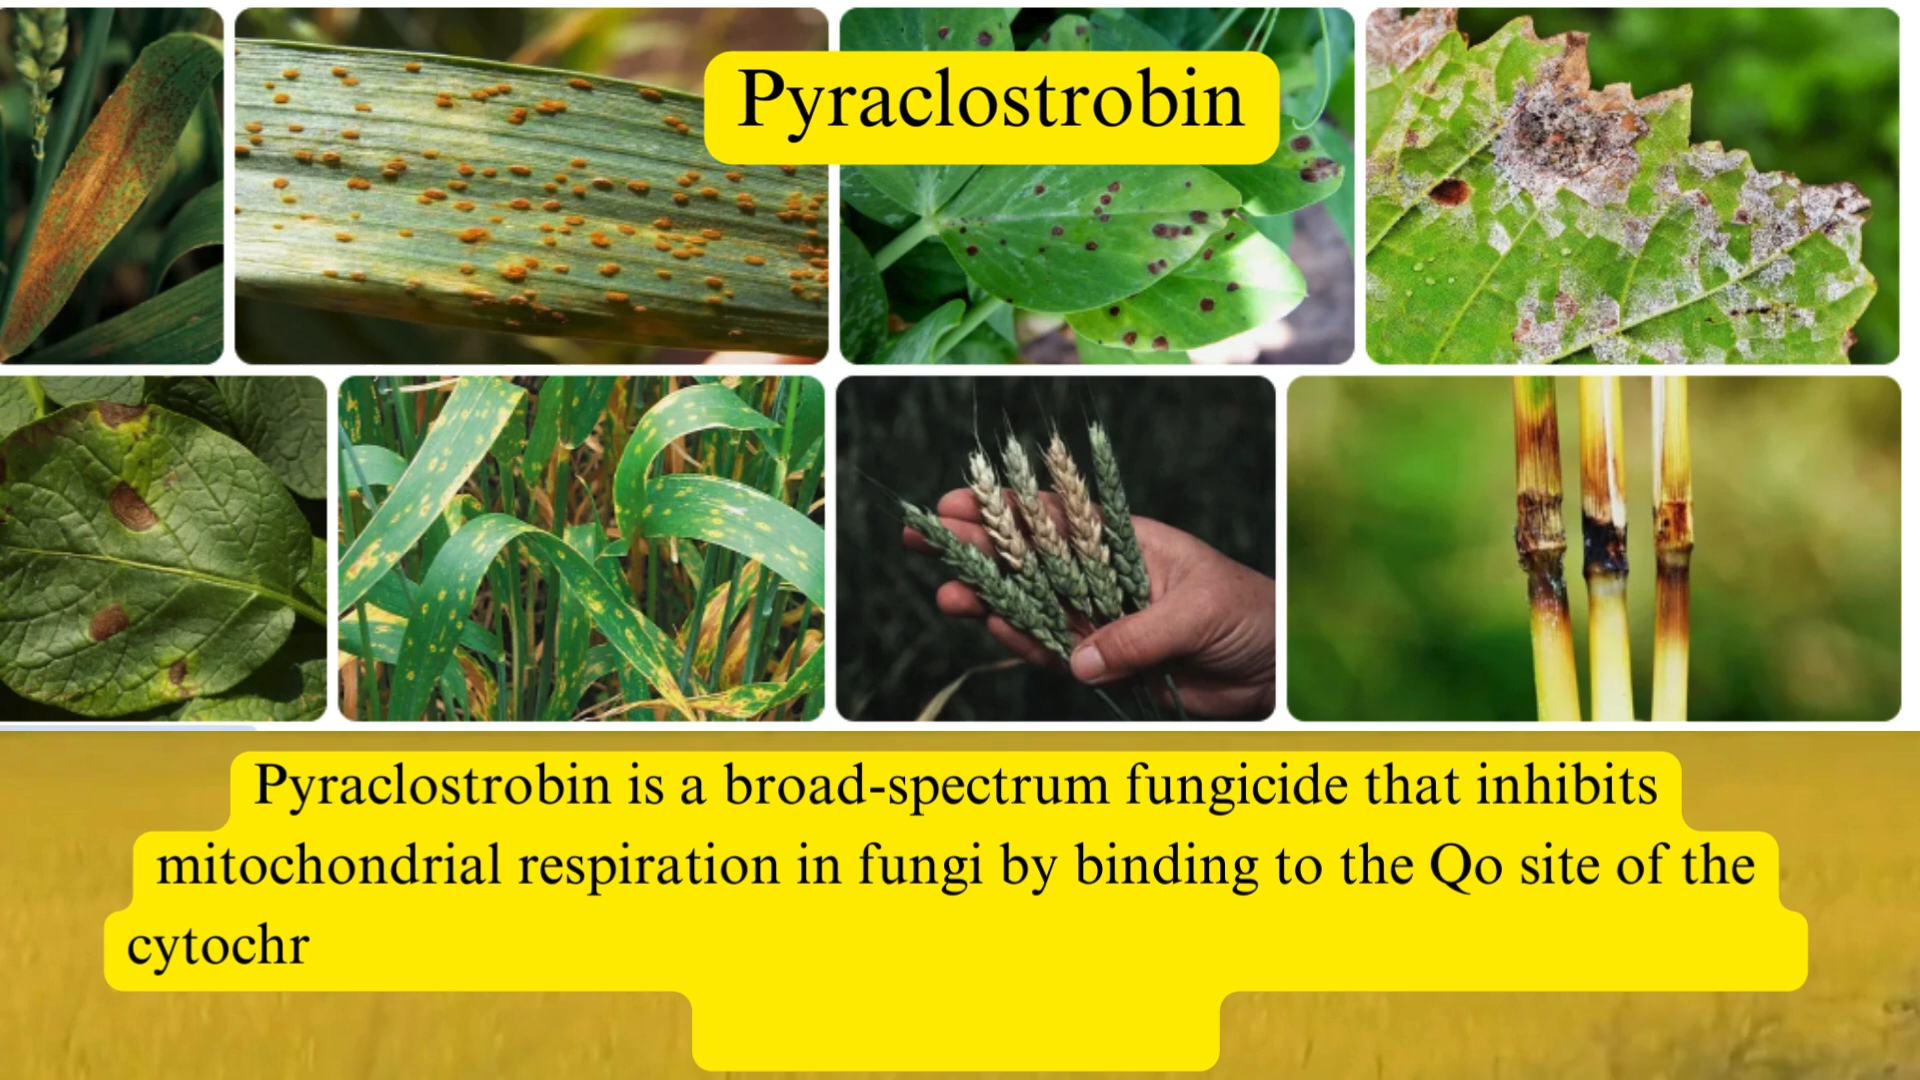 Pyraclostrobin
Pyraclostrobin is a broad-spectrum fungicide that inhibits
mitochondrial respiration in fungi by binding to the Qo site of the
cytochr